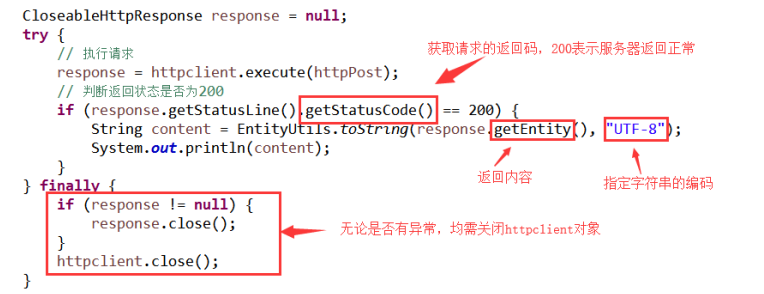 CloseableHttpResponse response = null;
try {
// 执行请求
获取请求的返回码，200表示服务器返回正常
response = httpclient.execute(httpPost);
// 判断返回状态是否为200
if (response.getStatusLine().getStatusCode() == 200) {
String content = EntityUtils.toString(response.getEntity(), "UTF-8");
System.out.println(content);
}
返回内容
指定字符串的编码
} finally {
if (response != null) {
response.close();
}
无论是否有异常，均需关闭httpclient对象
httpclient.close();
}